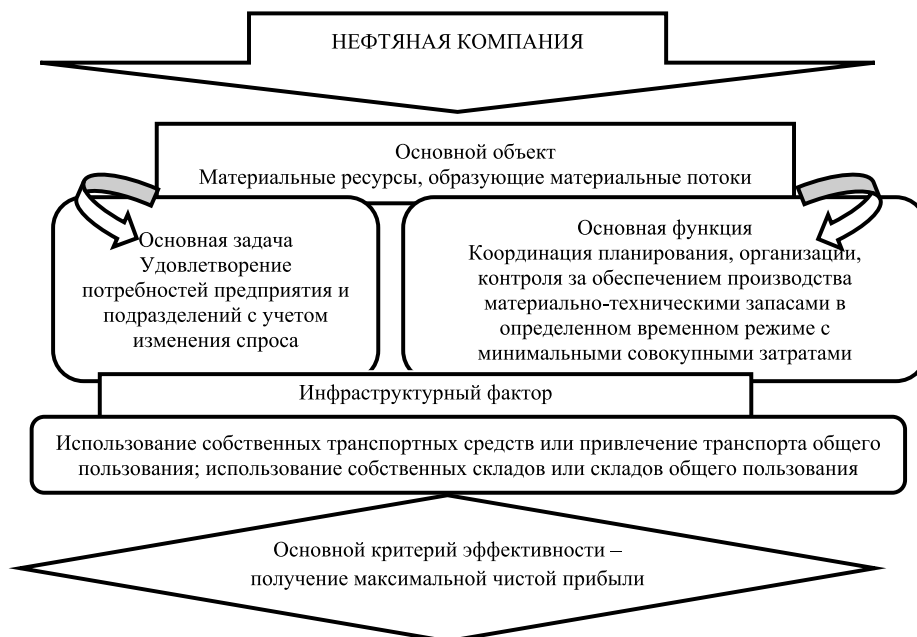 НЕФТЯНАЯ КОМПАНИЯ
Основной объект
Материальные ресурсы, образующие материальные потоки
Основная задача
Удовлетворение
потребностей предприятия и
подразделений с учетом
изменения спроса
Основная функция
Координация планирования, организации,
контроля за обеспечением производства
материально-техническими запасами в
определенном временном режиме с
минимальными совокупными затратами
Инфраструктурный фактор
Использование собственных транспортных средств или привлечение транспорта общего
пользования; использование собственных складов или складов общего пользования
Основной критерий эффективности –
получение максимальной чистой прибыли